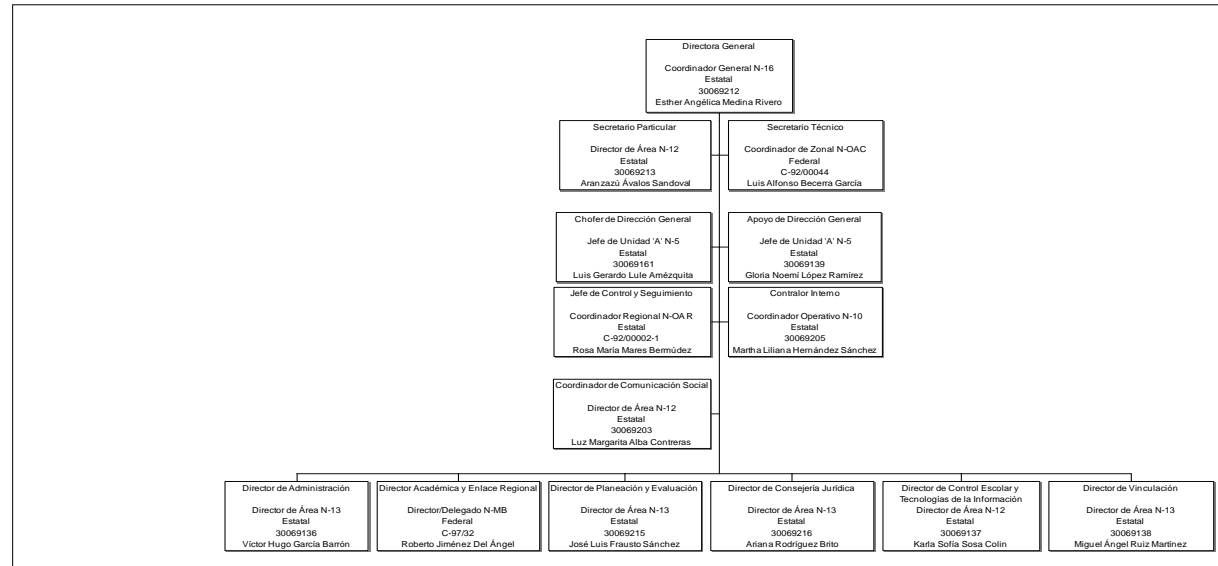 Directora General
Coordinador General N-16
Estatal
30069212
Esther Angélica Medina Rivero
Secretario Particular
Director de Área N-12
Estatal
30069213
Aranzazú Ávalos Sandoval
Secretario Técnico
Coordinador de Zonal N-OAC
Federal
C-92/00044
Luis Alfonso Becerra García
Chofer de Dirección General
Jefe de Unidad 'A' N-5
Estatal
30069161
Luis Gerardo Lule Amézquita
Apoyo de Dirección General
Jefe de Unidad 'A' N-5
Estatal
30069139
Gloria Noemí López Ramírez
Jefe de Control y Seguimiento
Coordinador Regional N-OA R
Estatal
C-92/00002-1
Rosa María Mares Bermúdez
Contralor Interno
Coordinador Operativo N-10
Estatal
30069205
Martha Liliana Hernández Sánchez
Coordinador de Comunicación Social
Director de Área N-12
Estatal
30069203
Luz Margarita Alba Contreras
Director de Administración
Director de Área N-13
Estatal
30069136
Víctor Hugo García Barrón
Director Académica y Enlace Regional
Director/Delegado N-MB
Federal
C-97/32
Roberto Jiménez Del Ángel
Director de Planeación y Evaluación
Director de Área N-13
Estatal
30069215
José Luis Frausto Sánchez
Director de Consejería Jurídica
Director de Área N-13
Estatal
30069216
Ariana Rodríguez Brito
Director de Control Escolar y
Tecnologías de la Información
Director de Área N-12
Estatal
30069137
Karla Sofía Sosa Colin
Director de Vinculación
Director de Área N-13
Estatal
30069138
Miguel Ángel Ruiz Martínez